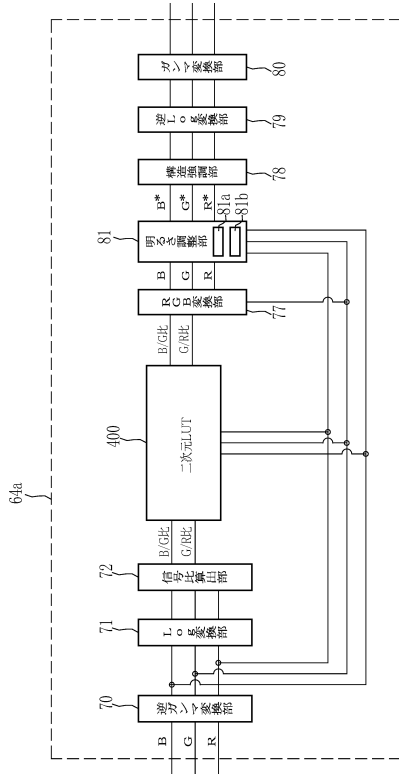 64a
B
G
R
70
逆ガンマ変換部
71
Log変換部
72
信号比算出部
B/G比
G/R比
400
二次元LUT
B/G比
G/R比
77
RGB変換部
B
G
R
81
明るさ調整部
81a
81b
B*
G*
R*
78
構造強調部
79
逆Log変換部
80
ガンマ変換部